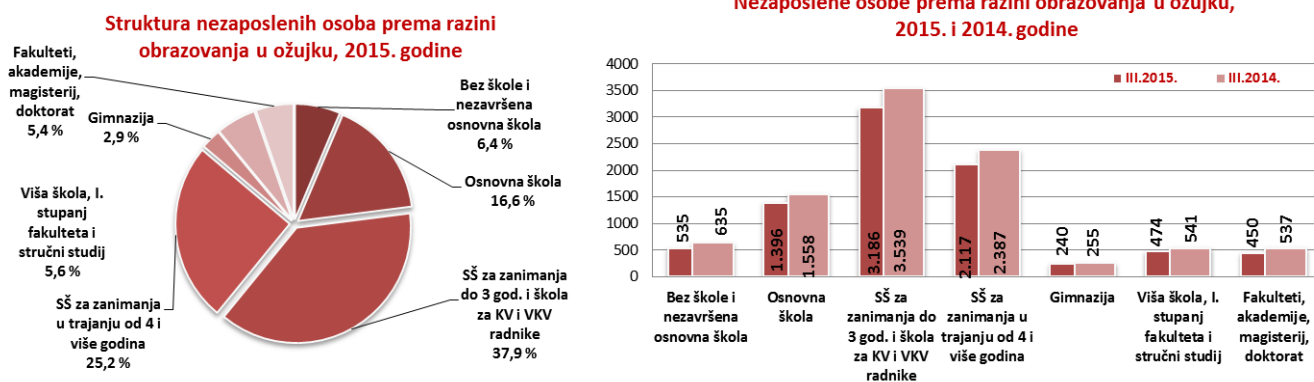 Struktura nezaposlenih osoba prema razini
obrazovanja u ožujku, 2015. godine
Fakulteti,
akademije,
magisterij,
doktorat
5,4 %
Gimnazija
2,9 %
Viša škola, I.
stupanj
fakulteta i
stručni studij
5,6 %
SŠ za zanimanja
u trajanju od 4 i
više godina
25,2 %
Bez škole i
nezavršena
osnovna škola
6,4 %
Osnovna škola
16,6 %
SŠ za zanimanja
do 3 god. i škola
za KV i VKV
radnike
37,9 %
Nezaposlene osobe prema razini obrazovanja u ožujku,
2015. i 2014. godine
III.2015.
III.2014.
4000
3500
3000
2500
2000
1500
1000
500
0
535
635
1.396
1.558
3.186
3.539
2.117
2.387
240
255
474
541
450
537
Bez škole i
nezavršena
osnovna škola
Osnovna
škola
SŠ za
zanimanja do
3 god. i škola
za KV i VKV
radnike
SŠ za
zanimanja u
trajanju od 4 i
više godina
Gimnazija
Viša škola, I.
stupanj
fakulteta i
stručni studij
Fakulteti,
akademije,
magisterij,
doktorat